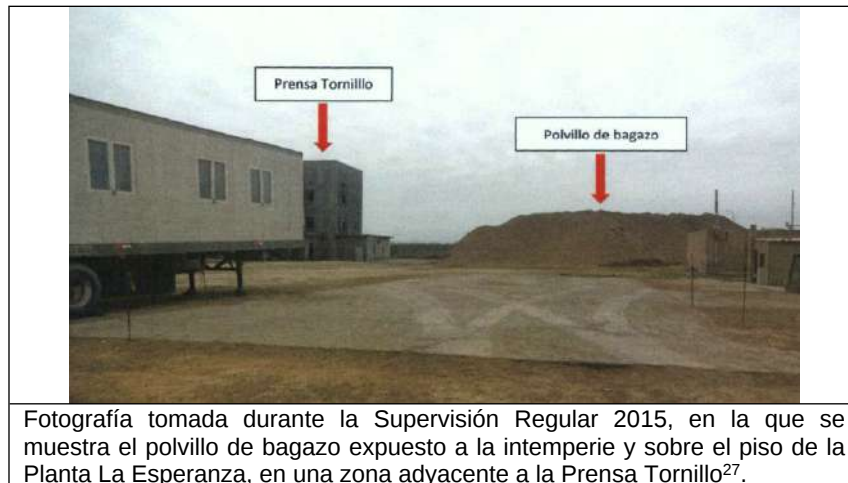 Prensa Tornilllo
Polvillo de bagazo
Fotografía tomada durante la Supervisión Regular 2015, en la que se
muestra el polvillo de bagazo expuesto a la intemperie y sobre el piso de la
Planta La Esperanza, en una zona adyacente a la Prensa Tornillo27.